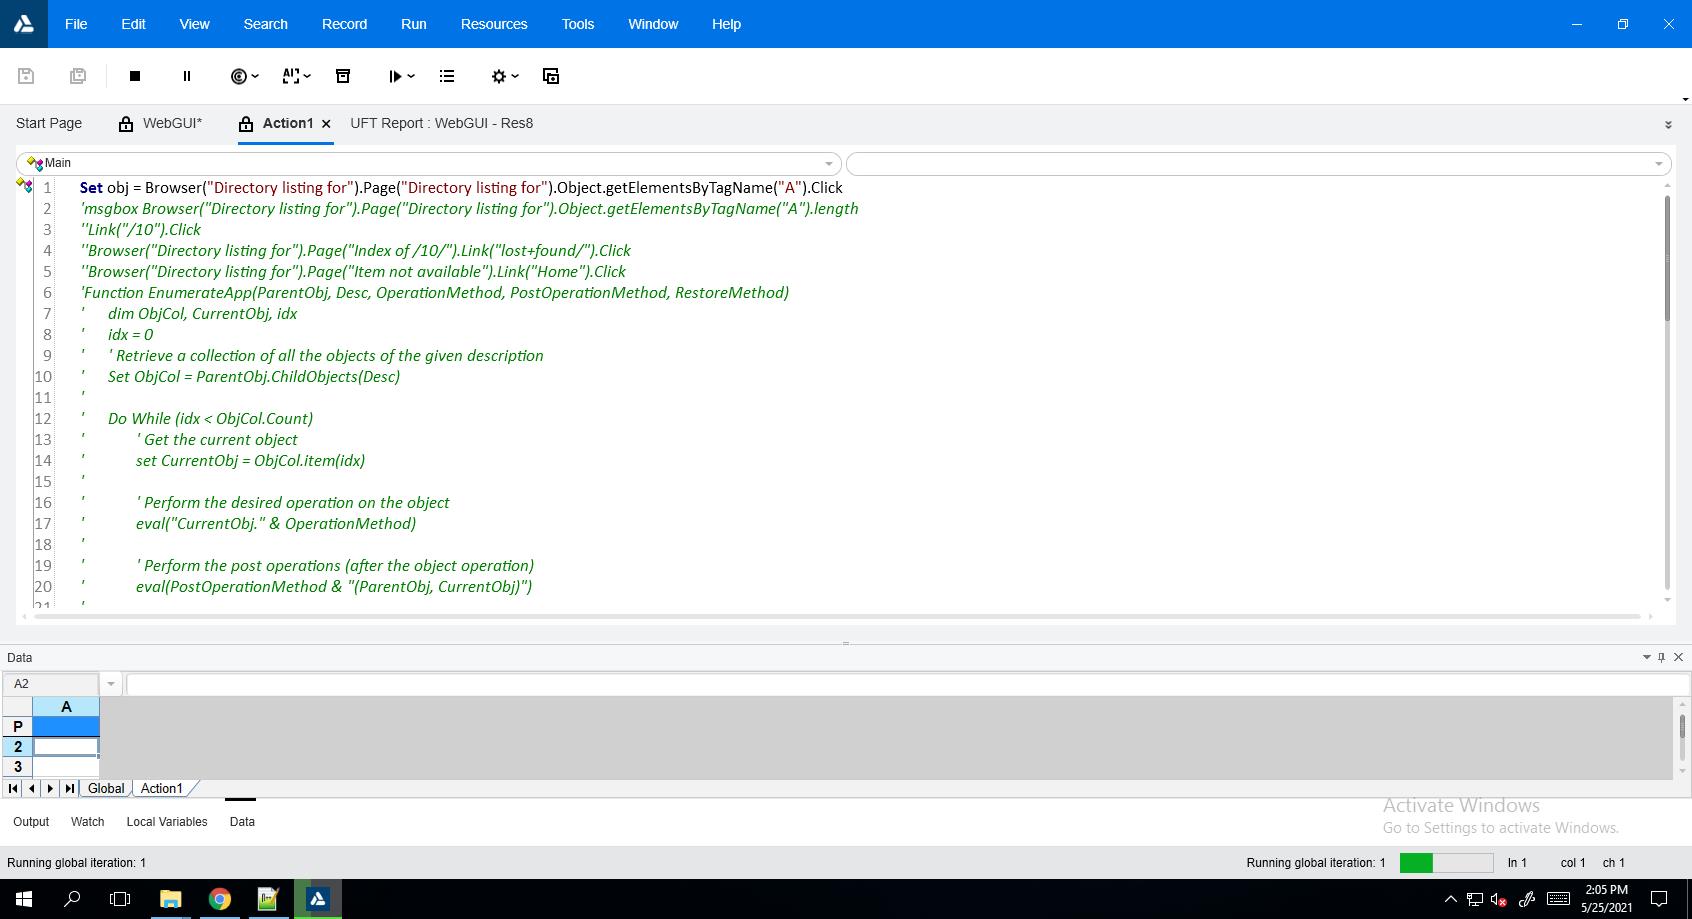 File Edit View Search Record Run Resources Tools Window Help
Start Page WebGUI* Action1 UFT Report : WebGUI - Res8
Main
1 Set obj = Browser("Directory listing for").Page("Directory listing for").Object.getElementsByTagName("A").Click
2 'msgbox Browser("Directory listing for").Page("Directory listing for").Object.getElementsByTagName("A").length
3 ''Link("/10").Click
4 ''Browser("Directory listing for").Page("Index of /10/").Link("lost+found/").Click
5 ''Browser("Directory listing for").Page("Item not available").Link("Home").Click
6 'Function EnumerateApp(ParentObj, Desc, OperationMethod, PostOperationMethod, RestoreMethod)
7 ' dim ObjCol, CurrentObj, idx
8 ' idx = 0
9 ' ' Retrieve a collection of all the objects of the given description
10 ' Set ObjCol = ParentObj.ChildObjects(Desc)
11 '
12 ' Do While (idx < ObjCol.Count)
13 ' ' Get the current object
14 ' set CurrentObj = ObjCol.item(idx)
15 '
16 ' ' Perform the desired operation on the object
17 ' eval("CurrentObj." & OperationMethod)
18 '
19 ' ' Perform the post operations (after the object operation)
20 ' eval(PostOperationMethod & "(ParentObj, CurrentObj)")
21 '
Data
A2
A
P
2
3
Global Action1
Activate Windows
Output Watch Local Variables Data
Go to Settings to activate Windows.
Running global iteration: 1 Running global iteration: 1 ln 1 col 1 ch 1
2:05 PM
5/25/2021